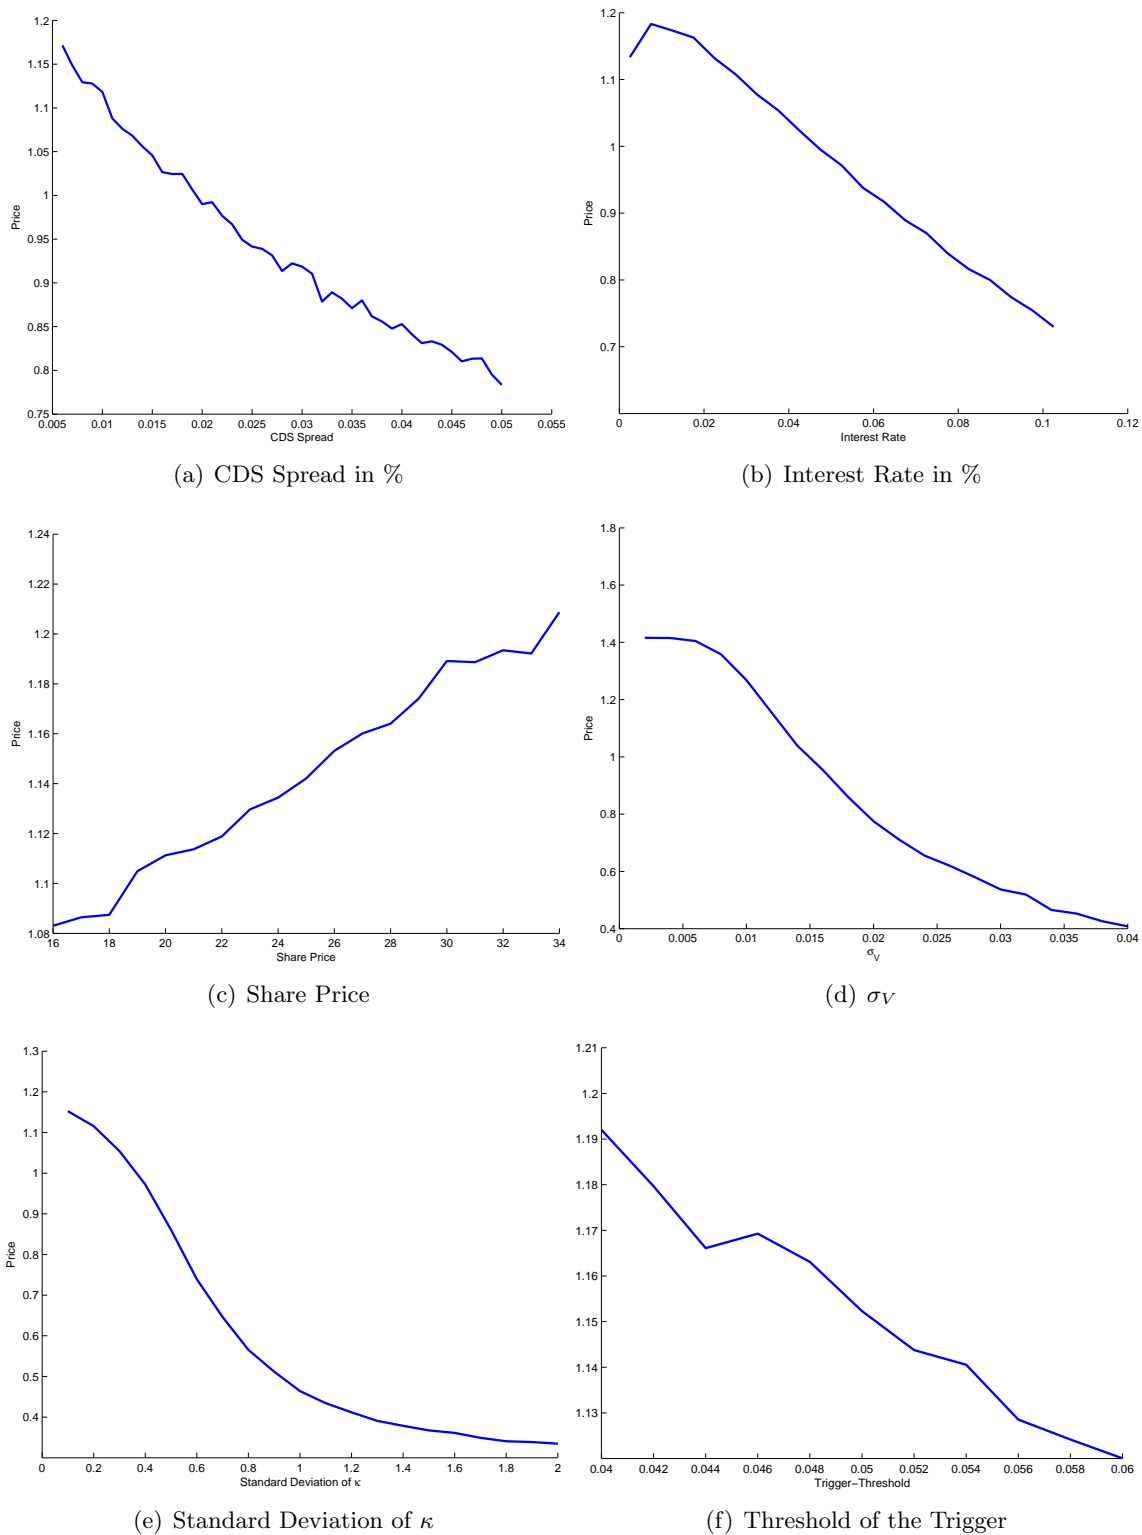 1.2
1.15
1.1
1.05
1
0.95
0.9
0.85
0.8
0.75
Price
0.005 0.01 0.015 0.02 0.025 0.03 0.035 0.04 0.045 0.05 0.055
CDS Spread
(a) CDS Spread in %
1.2
1.1
1
0.9
0.8
0.7
Price
0 0.02 0.04 0.06 0.08 0.1 0.12
Interest Rate
(b) Interest Rate in %
1.24
1.22
1.2
1.18
1.16
1.14
1.12
1.1
1.08
Price
16 18 20 22 24 26 28 30 32 34
Share Price
(c) Share Price
1.8
1.6
1.4
1.2
1
0.8
0.6
0.4
Price
0 0.005 0.01 0.015 0.02 0.025 0.03 0.035 0.04
σV
(d) σV
1.3
1.2
1.1
1
0.9
0.8
0.7
0.6
0.5
0.4
Price
0 0.2 0.4 0.6 0.8 1 1.2 1.4 1.6 1.8 2
Standard Deviation of κ
(e) Standard Deviation of κ
1.21
1.2
1.19
1.18
1.17
1.16
1.15
1.14
1.13
0.04 0.042 0.044 0.046 0.048 0.05 0.052 0.054 0.056 0.058 0.06
Trigger−Threshold
(f) Threshold of the Trigger